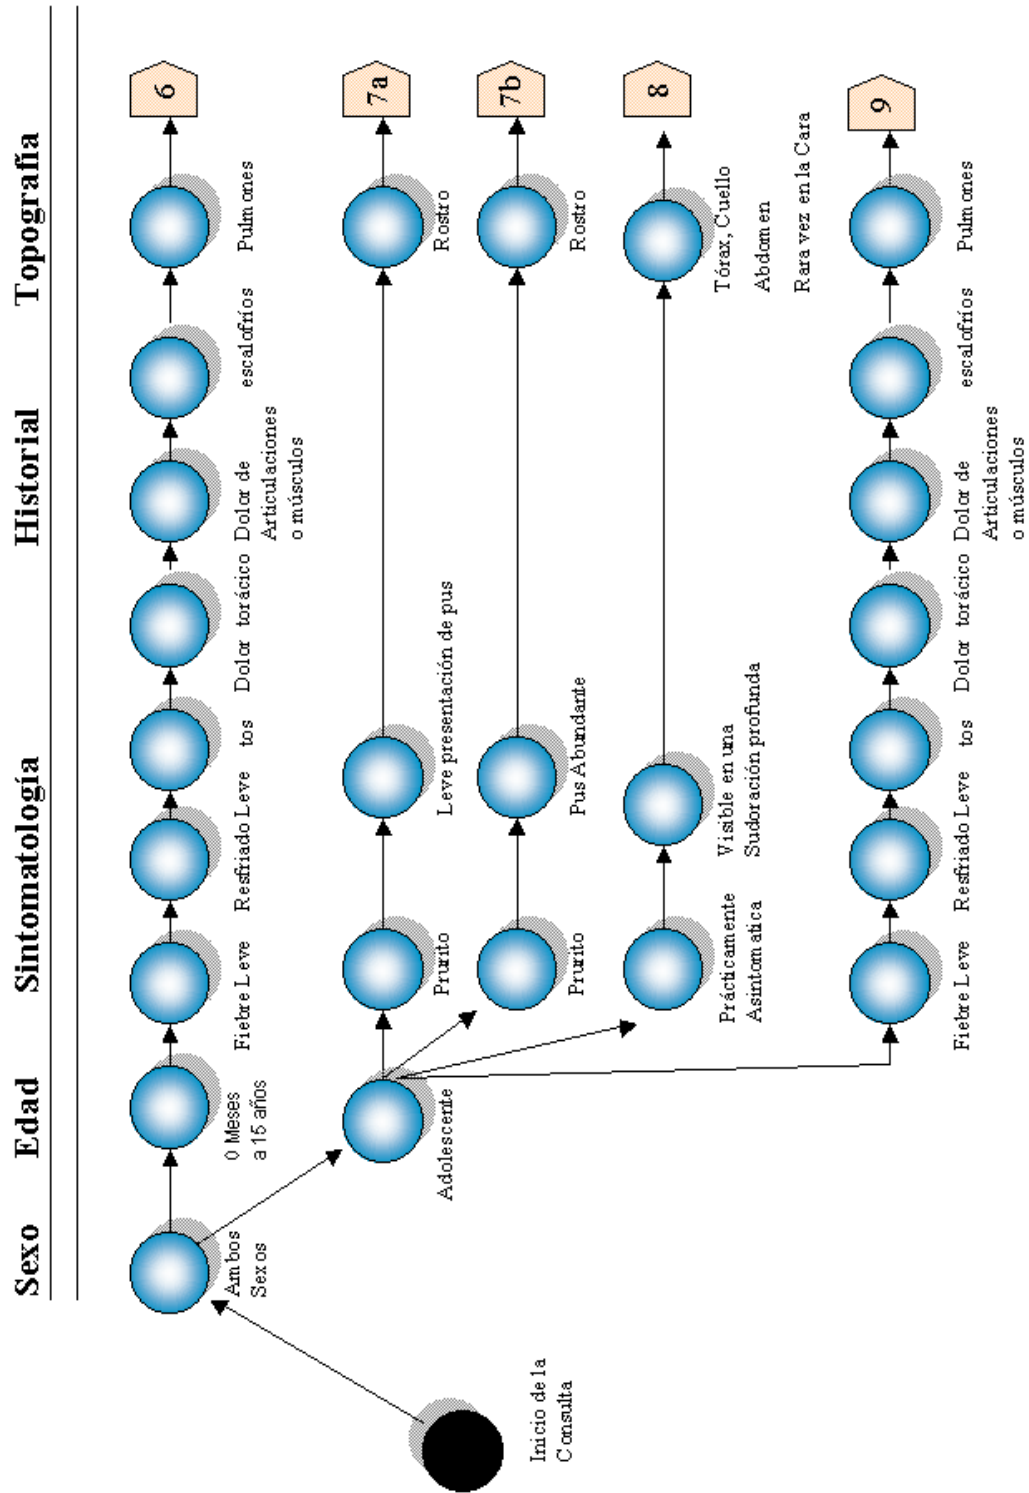 Sexo Edad Sintomatología Historial Topografía
Inicio de la
Consulta
Ambos
Sexos
0 Meses
a 15 años
Fiebre Leve
Resfriado Leve
tos
Dolor torácico
Dolor de
Articulaciones
o músculos
escalofríos
Pulmones
6
Adolescente
Prurito
Leve presentación de pus
Rostro
7a
Prurito
Pus Abundante
Rostro
7b
Prácticamente
Asintomatica
Visible en una
Sudoración profunda
Tórax, Cuello
Abdomen
Rara vez en la Cara
8
Fiebre Leve
Resfriado Leve
tos
Dolor torácico
Dolor de
Articulaciones
o músculos
escalofríos
Pulmones
9